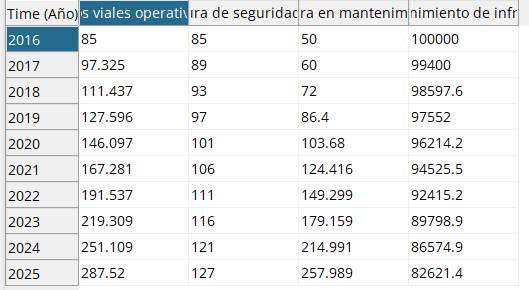 Time (Año) s viales operativ ra de seguridad ra en mantenim nimiento de infr
2016 85 85 50 100000
2017 97.325 89 60 99400
2018 111.437 93 72 98597.6
2019 127.596 97 86.4 97552
2020 146.097 101 103.68 96214.2
2021 167.281 106 124.416 94525.5
2022 191.537 111 149.299 92415.2
2023 219.309 116 179.159 89798.9
2024 251.109 121 214.991 86574.9
2025 287.52 127 257.989 82621.4